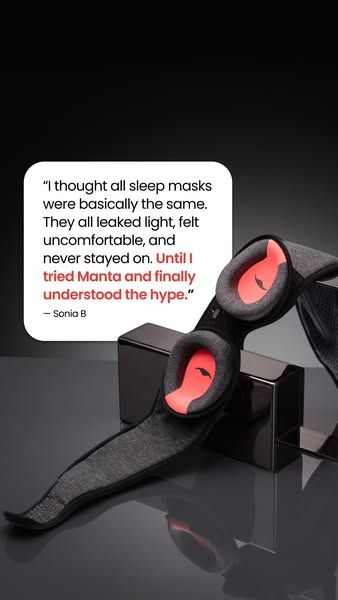 “I thought all sleep masks
were basically the same.
They all leaked light, felt
uncomfortable, and
never stayed on. Until I
tried Manta and finally
understood the hype.”
— Sonia B